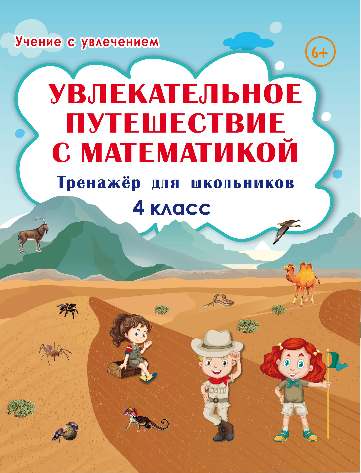 Учение с увлечением
6+
УВЛЕКАТЕЛЬНОЕ
ПУТЕШЕСТВИЕ
С МАТЕМАТИКОЙ
Тренажёр для школьников
4 класс